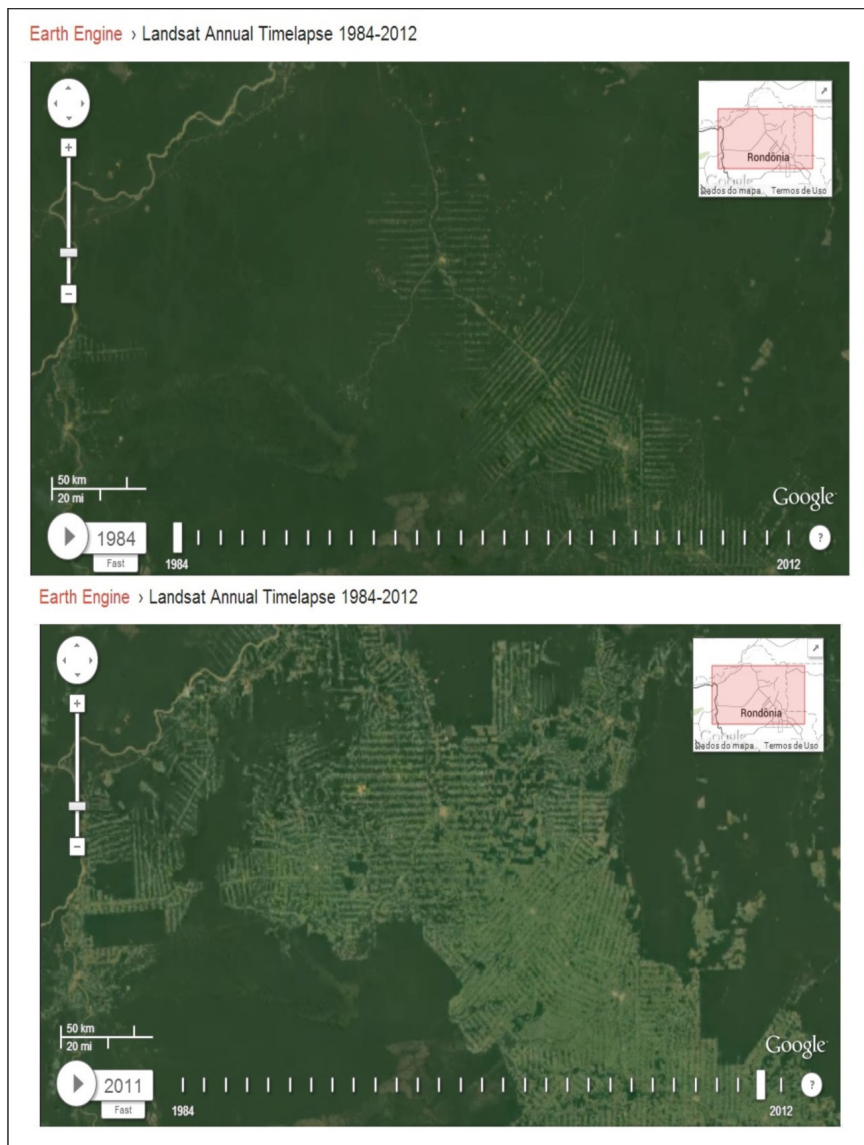 Earth Engine › Landsat Annual Timelapse 1984-2012
Rondônia
Google
Dados do mapa Termos de Uso
+
−
50 km
20 mi
Google
1984
Fast
1984
2012
?
Earth Engine › Landsat Annual Timelapse 1984-2012
Rondônia
Google
Dados do mapa Termos de Uso
+
−
50 km
20 mi
Google
2011
Fast
1984
2012
?